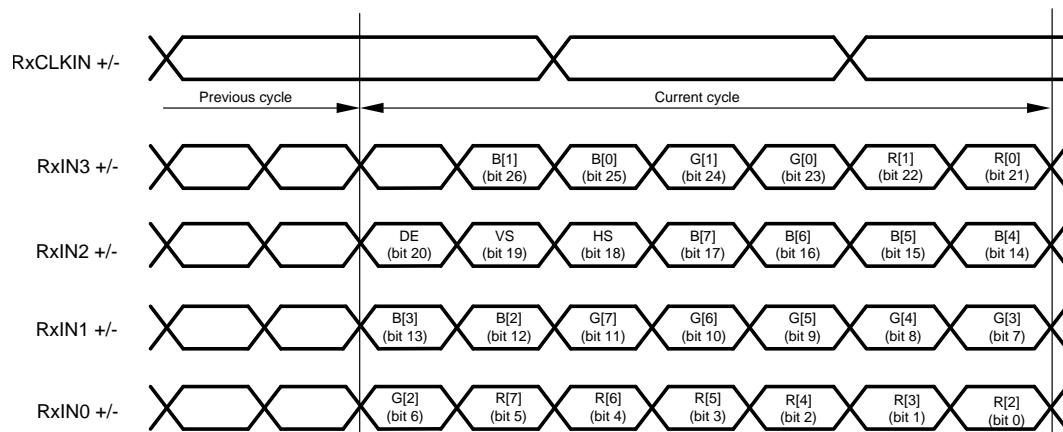 RxCLKIN +/-
Previous cycle
Current cycle
RxIN3 +/-
B[1] (bit 26)
B[0] (bit 25)
G[1] (bit 24)
G[0] (bit 23)
R[1] (bit 22)
R[0] (bit 21)
RxIN2 +/-
DE (bit 20)
VS (bit 19)
HS (bit 18)
B[7] (bit 17)
B[6] (bit 16)
B[5] (bit 15)
B[4] (bit 14)
RxIN1 +/-
B[3] (bit 13)
B[2] (bit 12)
G[7] (bit 11)
G[6] (bit 10)
G[5] (bit 9)
G[4] (bit 8)
G[3] (bit 7)
RxIN0 +/-
G[2] (bit 6)
R[7] (bit 5)
R[6] (bit 4)
R[5] (bit 3)
R[4] (bit 2)
R[3] (bit 1)
R[2] (bit 0)